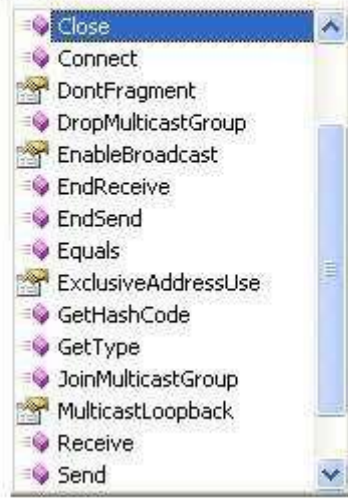 Close
Connect
DontFragment
DropMulticastGroup
EnableBroadcast
EndReceive
EndSend
Equals
ExclusiveAddressUse
GetHashCode
GetType
JoinMulticastGroup
MulticastLoopback
Receive
Send